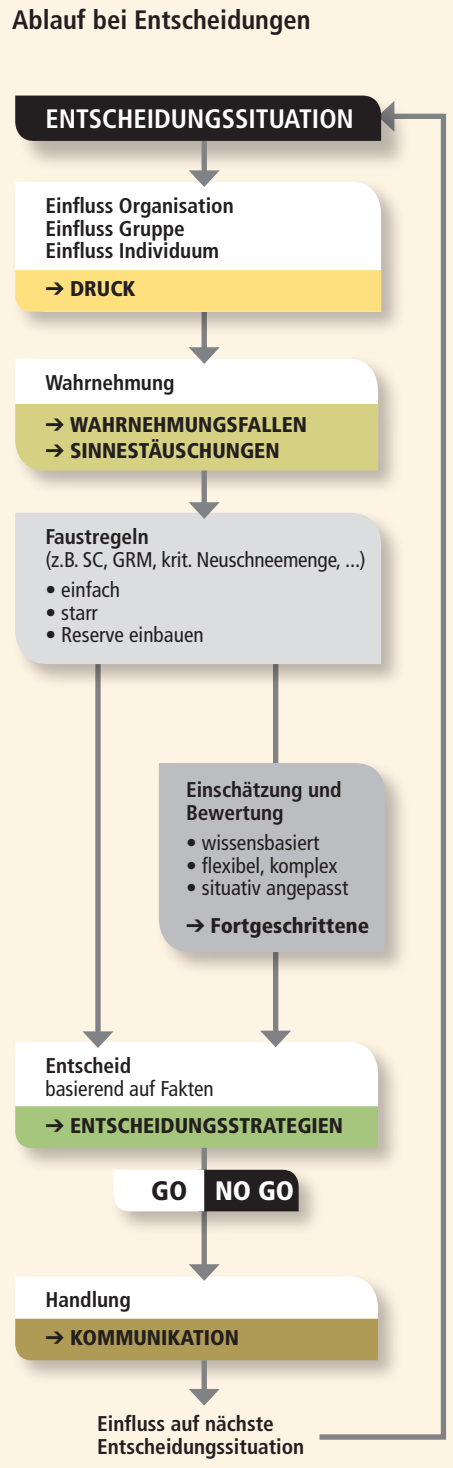 Ablauf bei Entscheidungen
ENTSCHEIDUNGSSITUATION
Einfluss Organisation
Einfluss Gruppe
Einfluss Individuum
➔ DRUCK
Wahrnehmung
➔ WAHRNEHMUNGSFALLEN
➔ SINNESTÄUSCHUNGEN
Faustregeln
(z.B. SC, GRM, krit. Neuschneemenge, ...)
• einfach
• starr
• Reserve einbauen
Einschätzung und
Bewertung
• wissensbasiert
• flexibel, komplex
• situativ angepasst
➔ Fortgeschrittene
Entscheid
basierend auf Fakten
➔ ENTSCHEIDUNGSSTRATEGIEN
GO NO GO
Handlung
➔ KOMMUNIKATION
Einfluss auf nächste
Entscheidungssituation